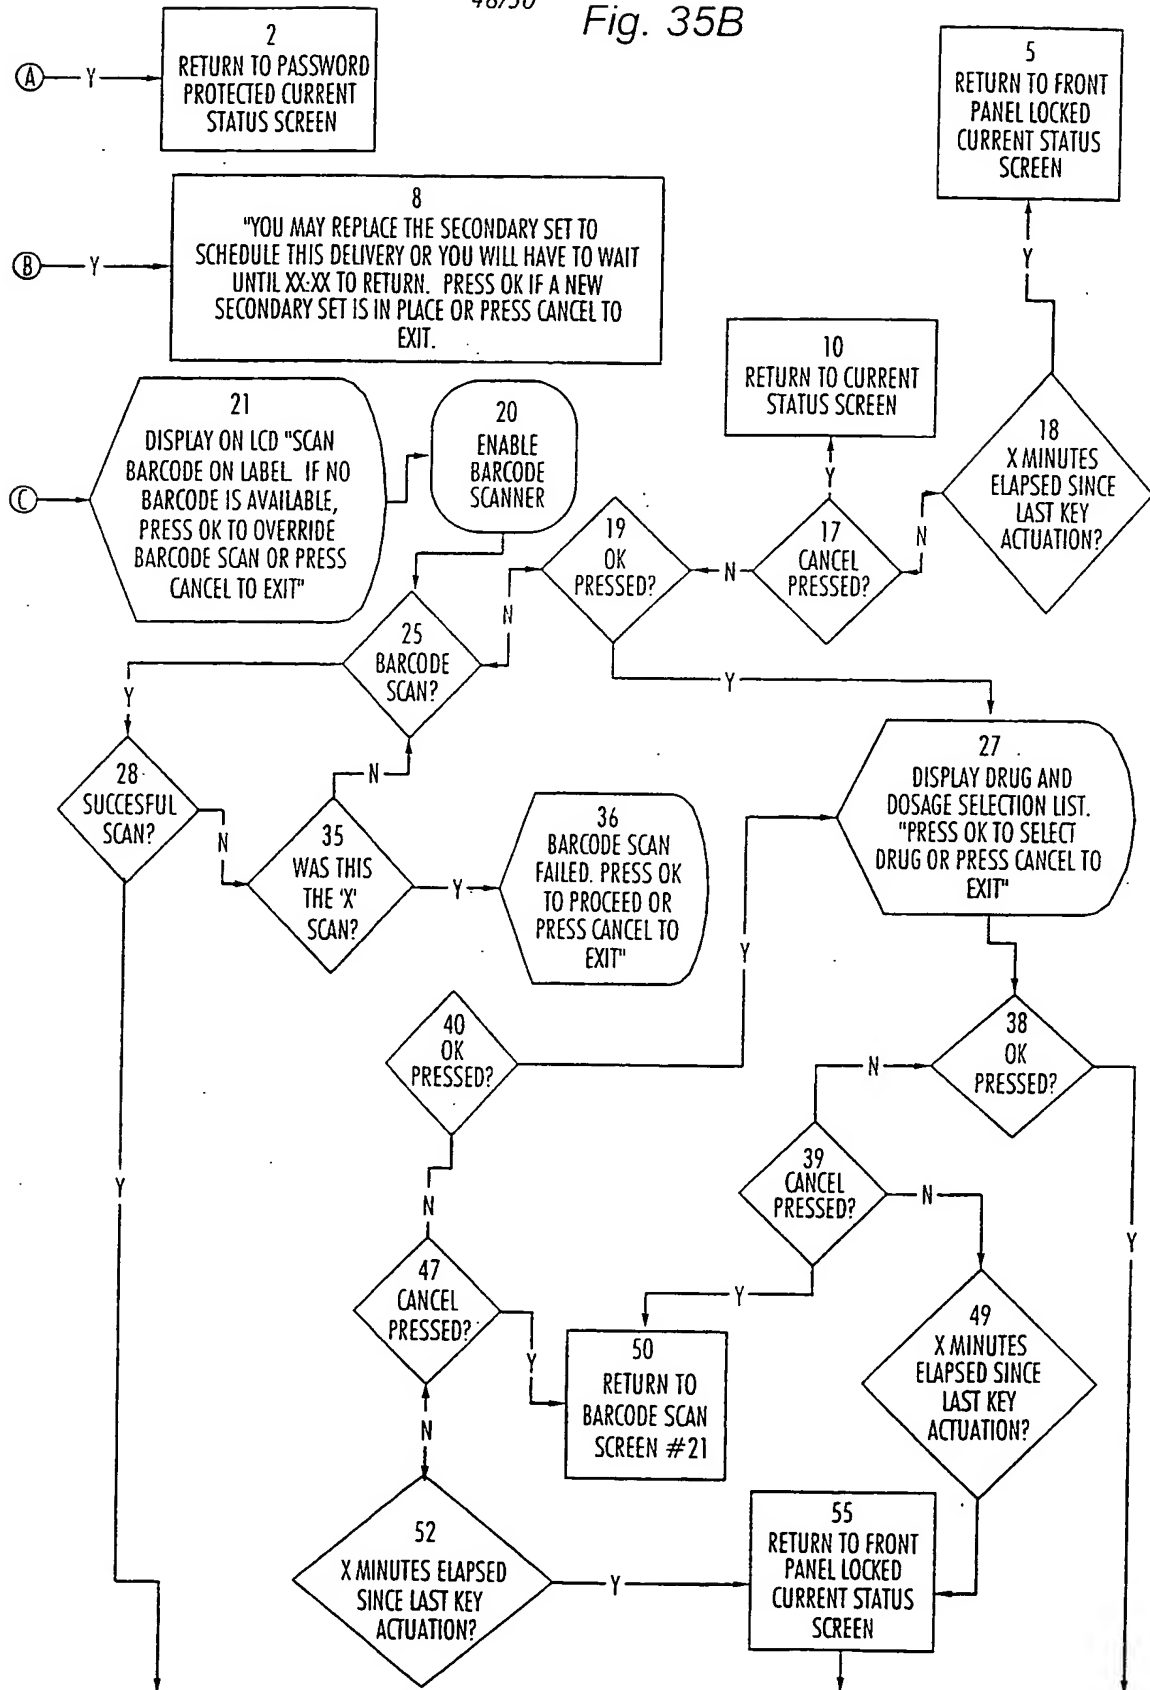 48/50
Fig. 35B
A
Y
2
RETURN TO PASSWORD
PROTECTED CURRENT
STATUS SCREEN
5
RETURN TO FRONT
PANEL LOCKED
CURRENT STATUS
SCREEN
B
Y
8
"YOU MAY REPLACE THE SECONDARY SET TO
SCHEDULE THIS DELIVERY OR YOU WILL HAVE TO WAIT
UNTIL XX:XX TO RETURN. PRESS OK IF A NEW
SECONDARY SET IS IN PLACE OR PRESS CANCEL TO
EXIT.
Y
10
RETURN TO CURRENT
STATUS SCREEN
C
21
DISPLAY ON LCD "SCAN
BARCODE ON LABEL. IF NO
BARCODE IS AVAILABLE,
PRESS OK TO OVERRIDE
BARCODE SCAN OR PRESS
CANCEL TO EXIT"
20
ENABLE
BARCODE
SCANNER
Y
18
X MINUTES
ELAPSED SINCE
LAST KEY
ACTUATION?
N
17
CANCEL
PRESSED?
N
19
OK
PRESSED?
N
25
BARCODE
SCAN?
Y
Y
28
SUCCESFUL
SCAN?
N
N
35
WAS THIS
THE 'X'
SCAN?
Y
36
BARCODE SCAN
FAILED. PRESS OK
TO PROCEED OR
PRESS CANCEL TO
EXIT"
27
DISPLAY DRUG AND
DOSAGE SELECTION LIST.
"PRESS OK TO SELECT
DRUG OR PRESS CANCEL TO
EXIT"
Y
40
OK
PRESSED?
38
OK
PRESSED?
N
39
CANCEL
PRESSED?
N
Y
Y
N
47
CANCEL
PRESSED?
Y
Y
50
RETURN TO
BARCODE SCAN
SCREEN #21
49
X MINUTES
ELAPSED SINCE
LAST KEY
ACTUATION?
N
52
X MINUTES ELAPSED
SINCE LAST KEY
ACTUATION?
Y
55
RETURN TO FRONT
PANEL LOCKED
CURRENT STATUS
SCREEN